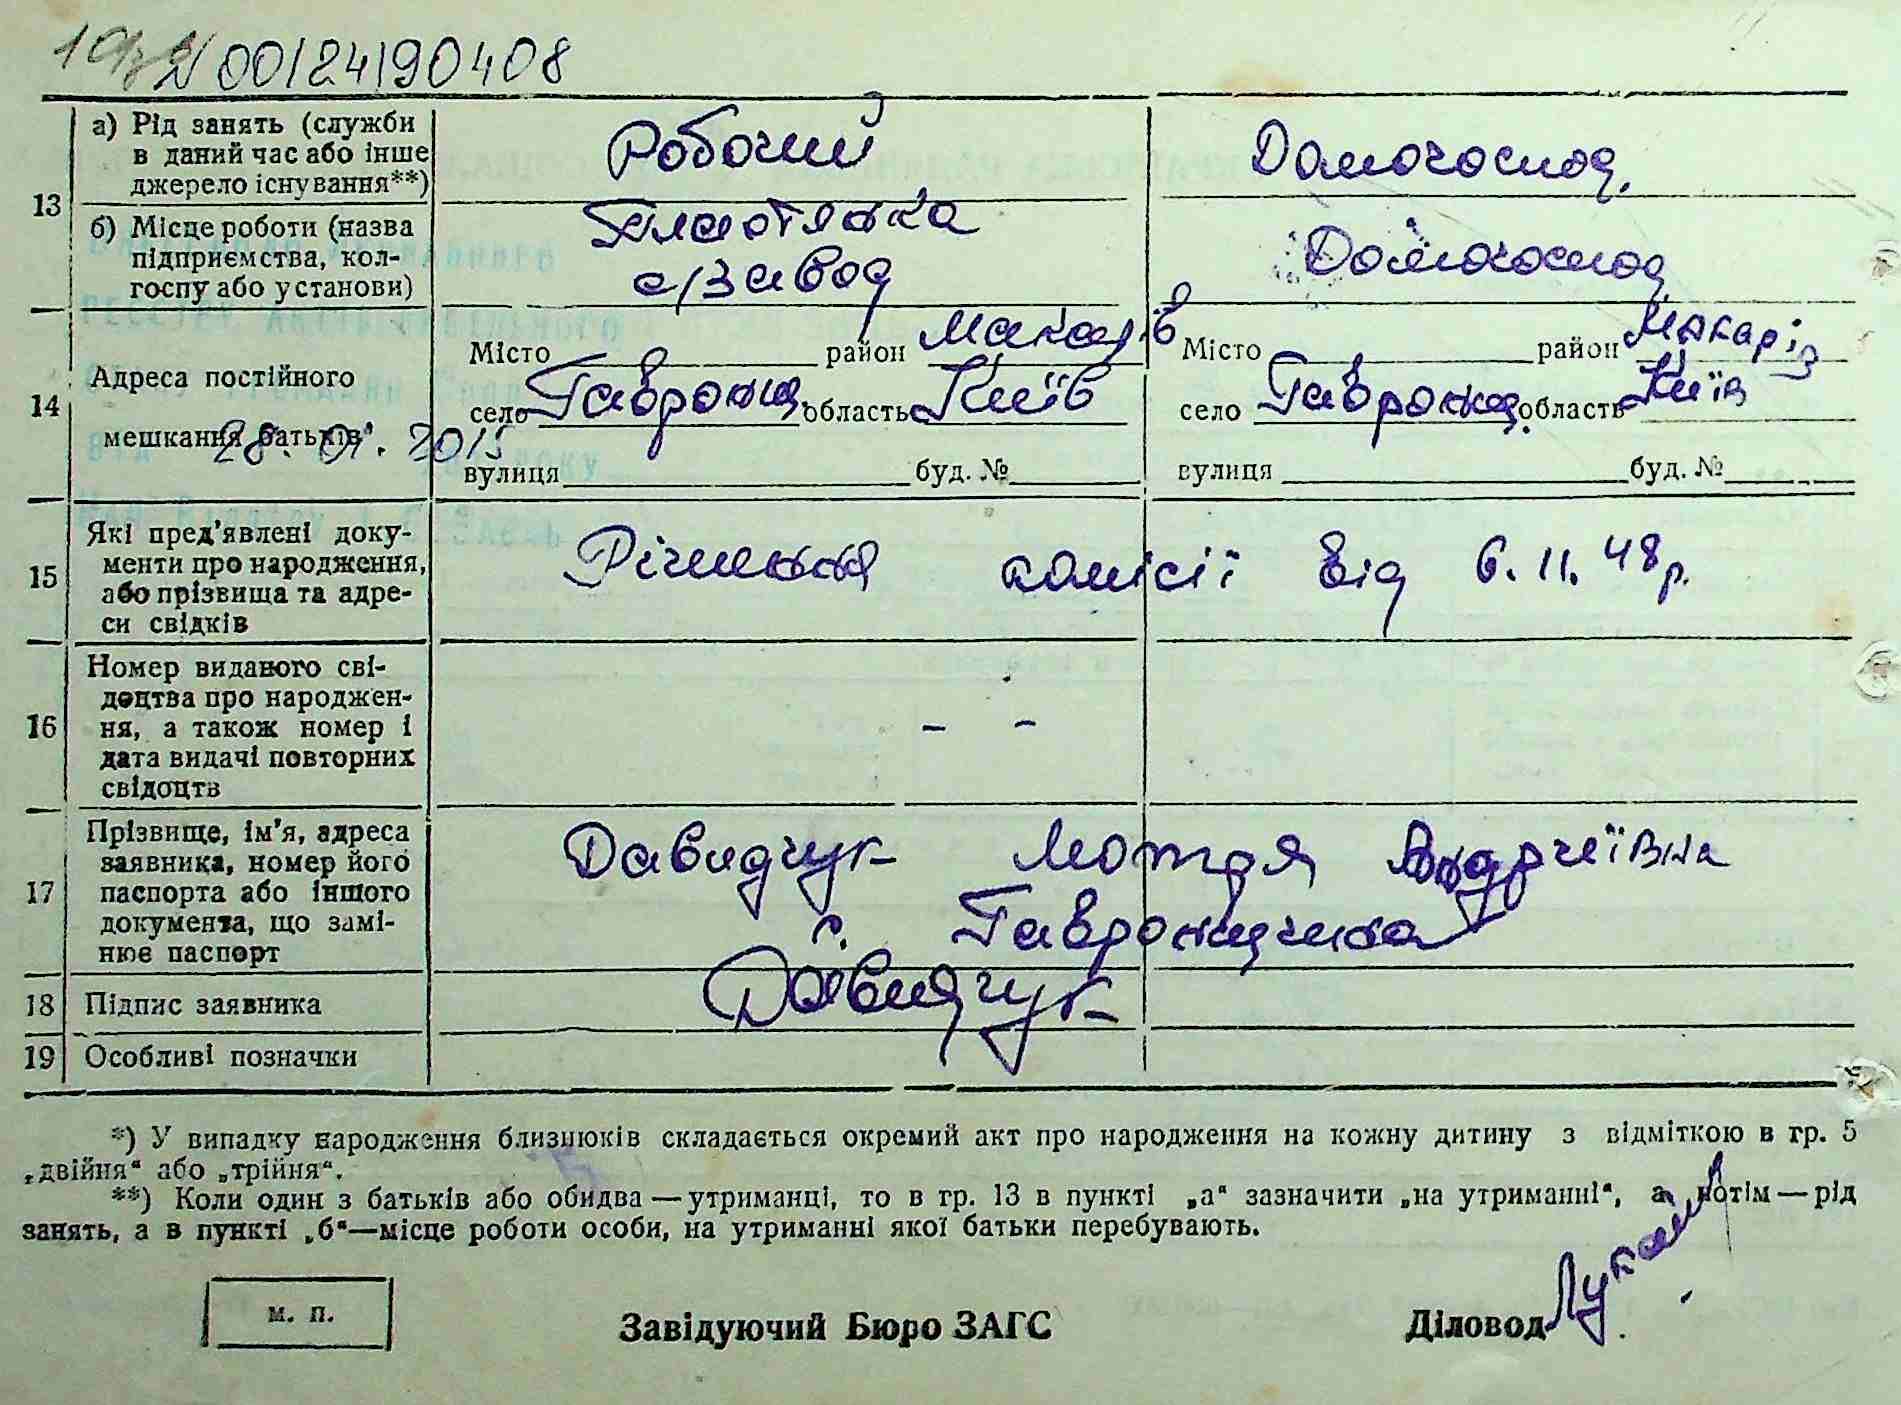 N 00124190408
13
а) Рід занять (служби в даний час або інше джерело існування**)
Робочий
Домогоспод.
б) Місце роботи (назва підприємства, колгоспу або установи)
с/завод
Домогоспод
14
Адреса постійного мешкання батьків
28. 01. 2015
Місто район Макарів
село Гавронщ. область Київ
вулиця буд. №
Місто район Макарів
село Гавронщ. область Київ
вулиця буд. №
15
Які пред'явлені документи про народження, або прізвища та адреси свідків
Рішення комісії від 6. 11. 48 р.
16
Номер виданого свідоцтва про народження, а також номер і дата видачі повторних свідоцтв
– –
17
Прізвище, ім'я, адреса заявника, номер його паспорта або іншого документа, що замінює паспорт
Давидчук Мотря Андріївна
с. Гавронщина
18
Підпис заявника
Давидчук
19
Особливі позначки
*) У випадку народження близнюків складається окремий акт про народження на кожну дитину з відміткою в гр. 5
„двійня“ або „трійня“.
**) Коли один з батьків або обидва — утриманці, то в гр. 13 в пункті „а“ зазначити „на утриманні“, а потім — рід
занять, а в пункті „б“—місце роботи особи, на утриманні якої батьки перебувають.
м. п.
Завідуючий Бюро ЗАГС
Діловод